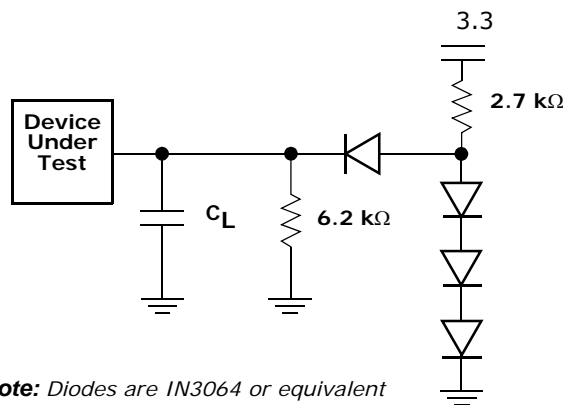 3.3
2.7 kΩ
Device
Under
Test
CL
6.2 kΩ
ote: Diodes are IN3064 or equivalent